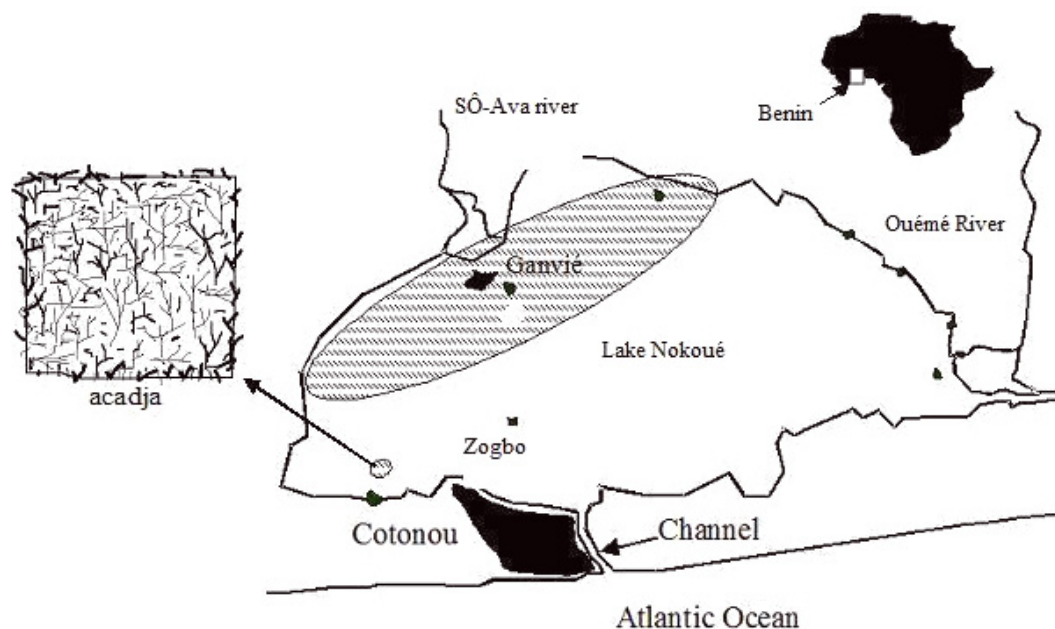 SÔ-Ava river
Benin
Ouémé River
Ganvié
Lake Nokoué
acadja
Zogbo
Cotonou
Channel
Atlantic Ocean